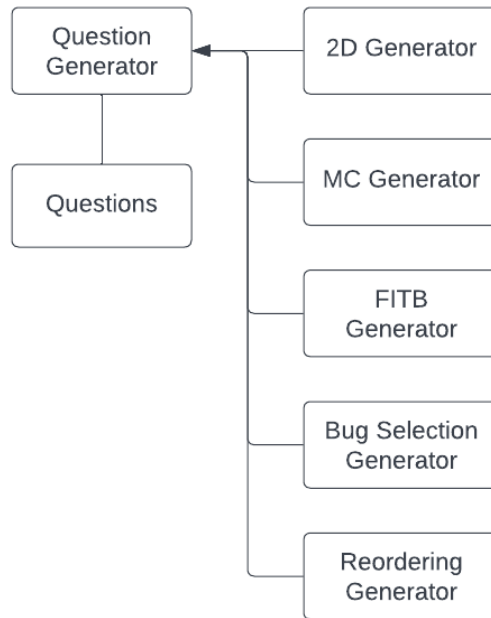 Question
Generator
2D Generator
Questions
MC Generator
FITB
Generator
Bug Selection
Generator
Reordering
Generator